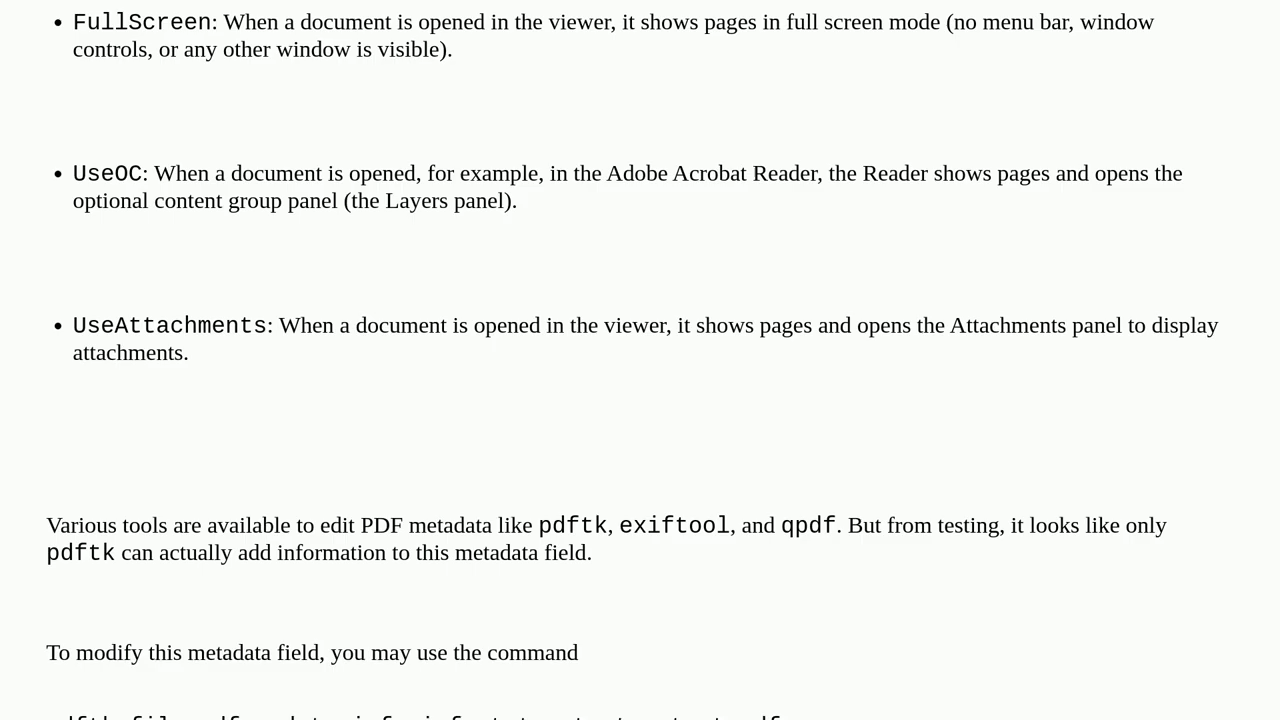 • FullScreen: When a document is opened in the viewer, it shows pages in full screen mode (no menu bar, window
controls, or any other window is visible).
• UseOC: When a document is opened, for example, in the Adobe Acrobat Reader, the Reader shows pages and opens the
optional content group panel (the Layers panel).
• UseAttachments: When a document is opened in the viewer, it shows pages and opens the Attachments panel to display
attachments.
Various tools are available to edit PDF metadata like pdftk, exiftool, and qpdf. But from testing, it looks like only
pdftk can actually add information to this metadata field.
To modify this metadata field, you may use the command